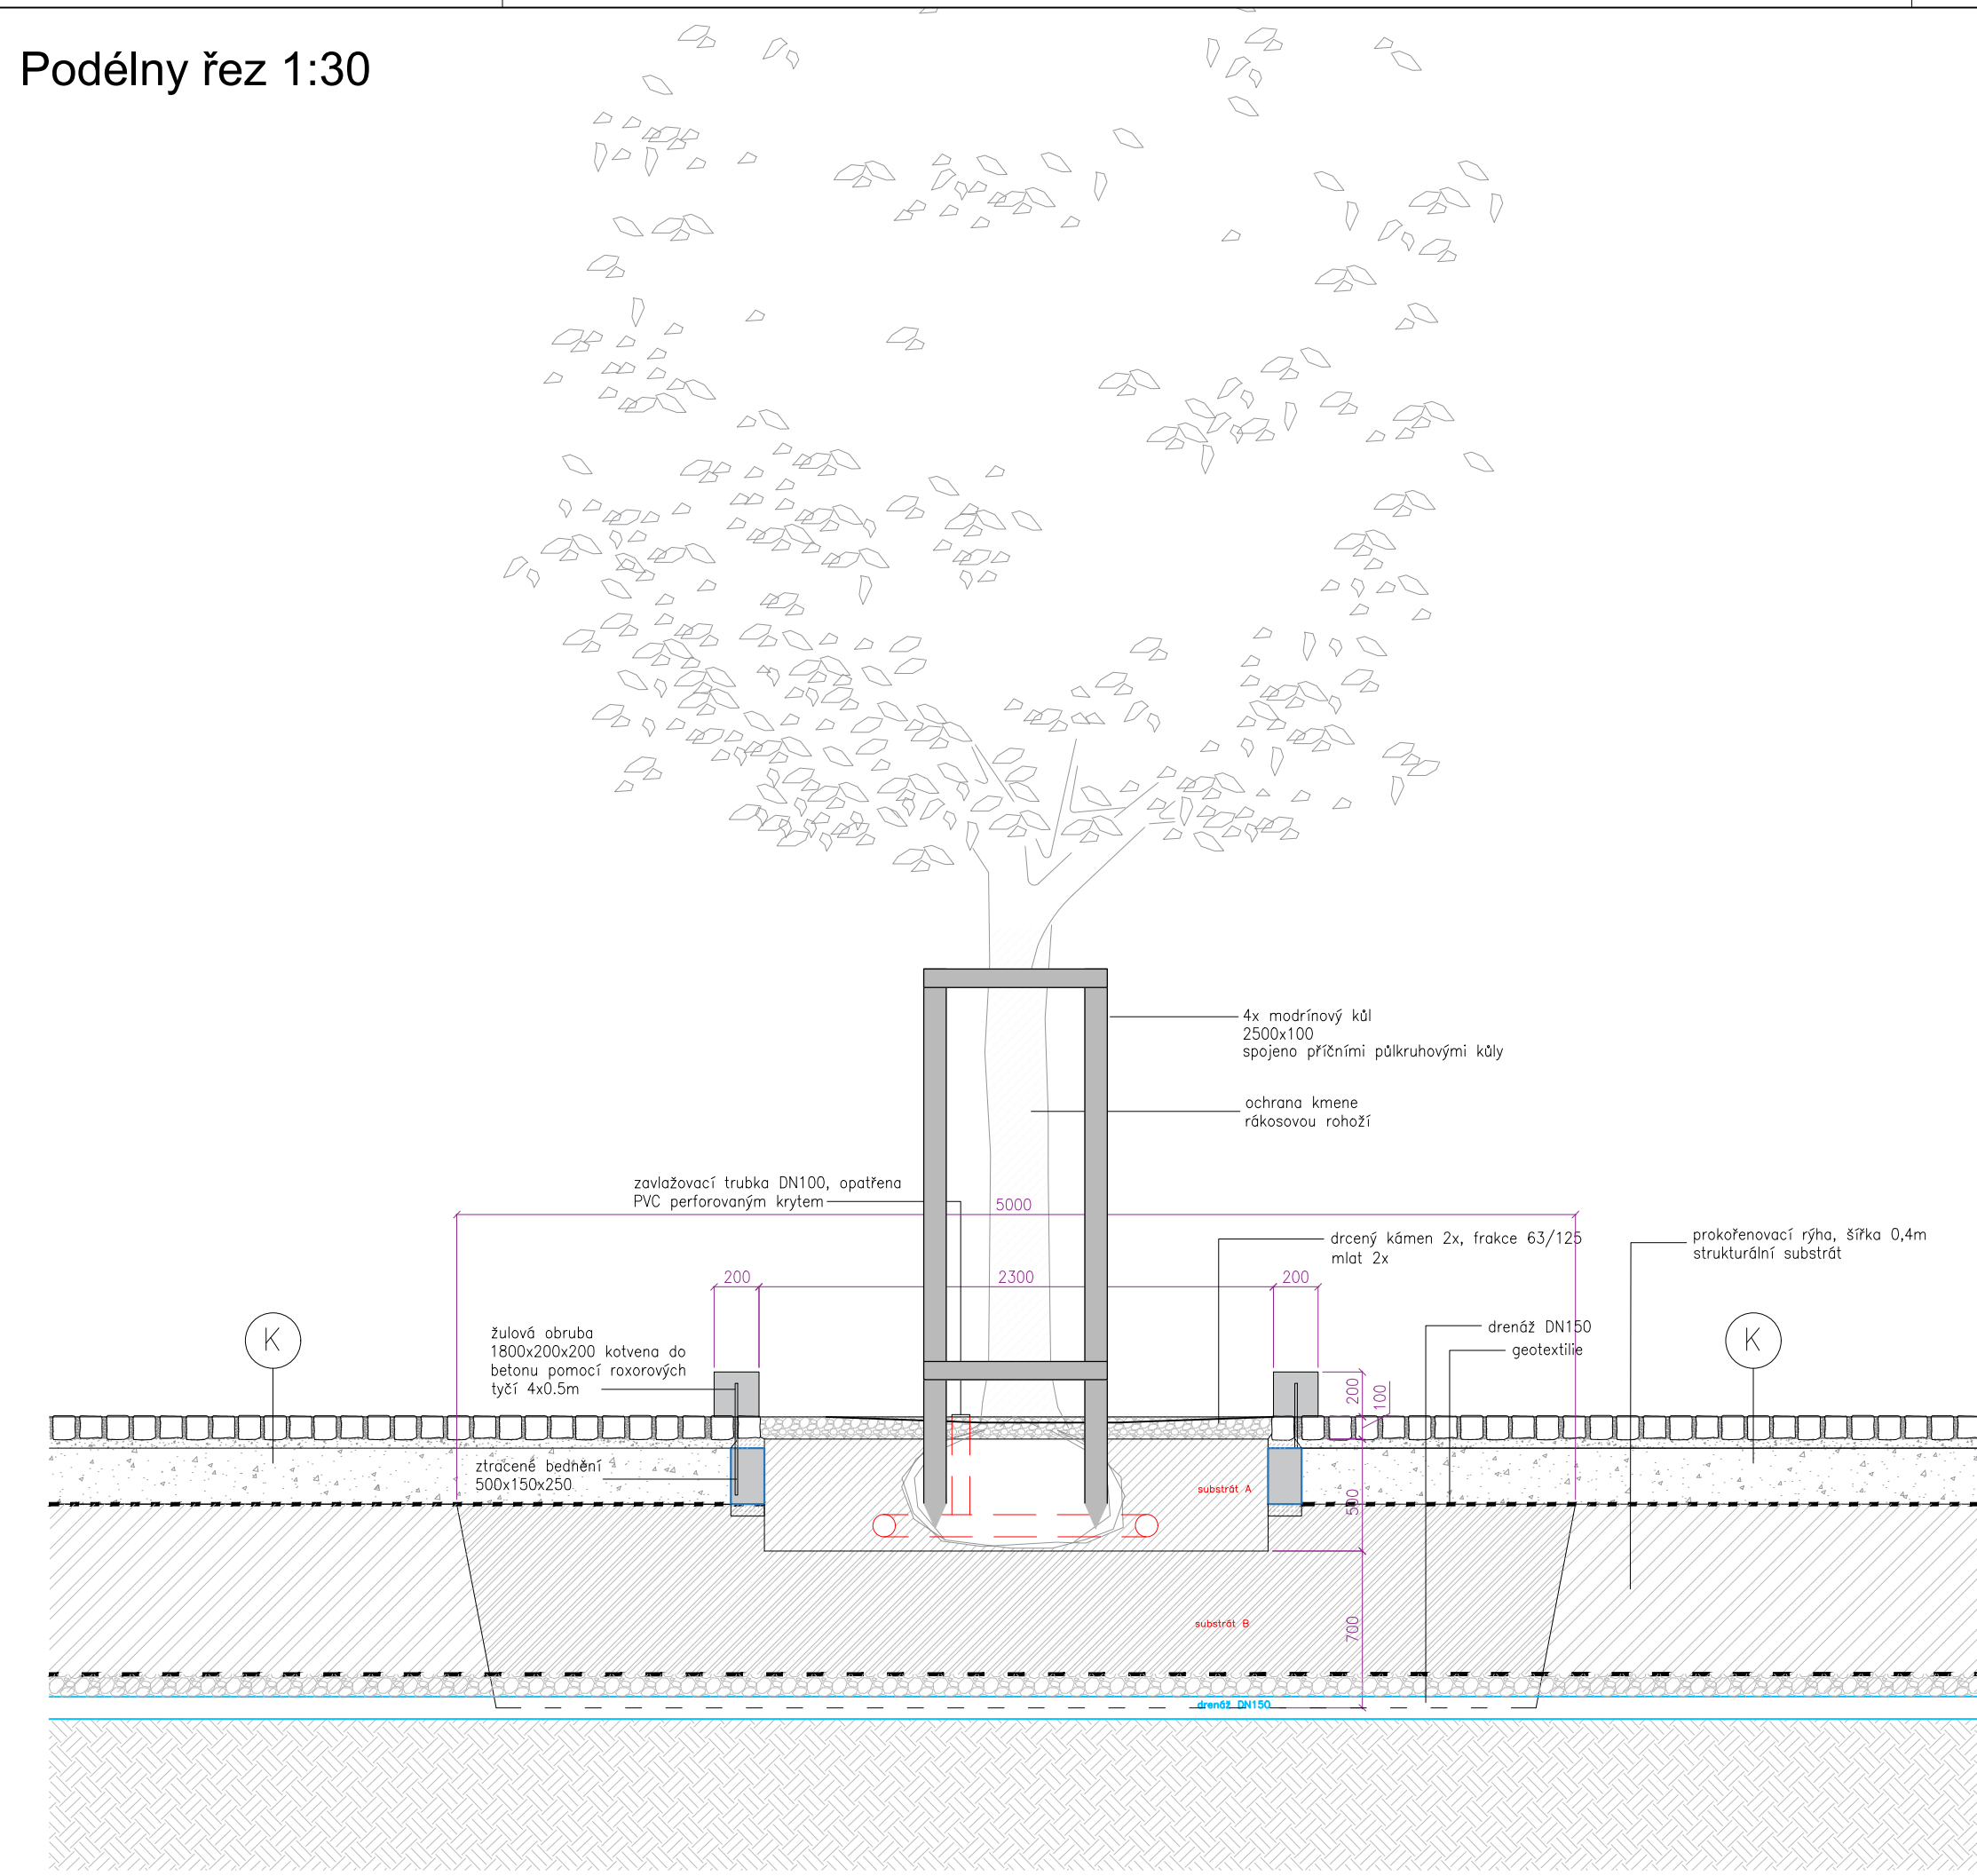 Podélny řez 1:30
4x modrínový kůl
2500x100
spojeno příčními půlkruhovými kůly
ochrana kmene
rákosovou rohoží
zavlažovací trubka DN100, opatřena
PVC perforovaným krytem
5000
drcený kámen 2x, frakce 63/125
mlat 2x
prokořenovací rýha, šířka 0,4m
strukturální substrát
200
2300
200
K
žulová obruba
1800x200x200 kotvena do
betonu pomocí roxorových
tyčí 4x0.5m
drenáž DN150
geotextilie
K
200
100
ztracené bednění
500x150x250
substrát A
500
substrát B
700
drenáž DN150